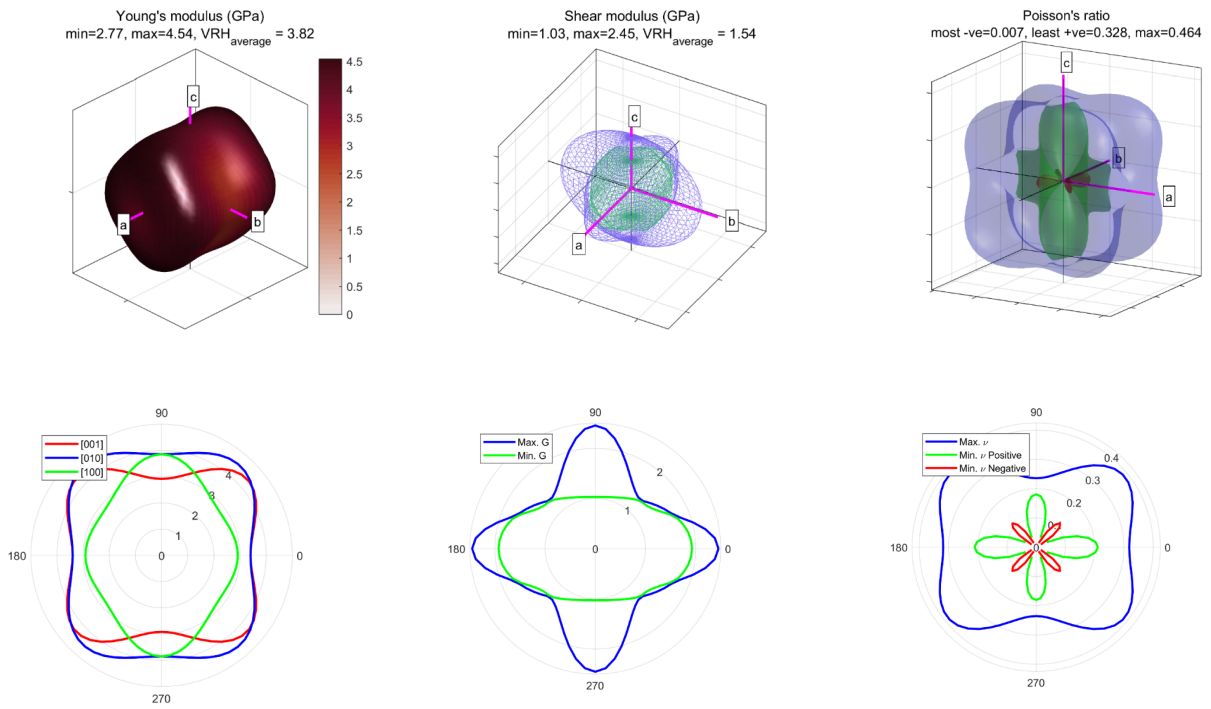 Young's modulus (GPa)
min=2.77, max=4.54, VRH average = 3.82
c
a
b
4.5
4
3.5
3
2.5
2
1.5
1
0.5
0
Shear modulus (GPa)
min=1.03, max=2.45, VRH average = 1.54
c
b
a
Poisson's ratio
most -ve=0.007, least +ve=0.328, max=0.464
c
b
a
90
[001]
[010]
[100]
4
3
2
1
180
0
0
270
90
Max. G
Min. G
2
1
180
0
0
270
90
Max. ν
Min. ν Positive
Min. ν Negative
0.4
0.3
0.2
180
0
0
270